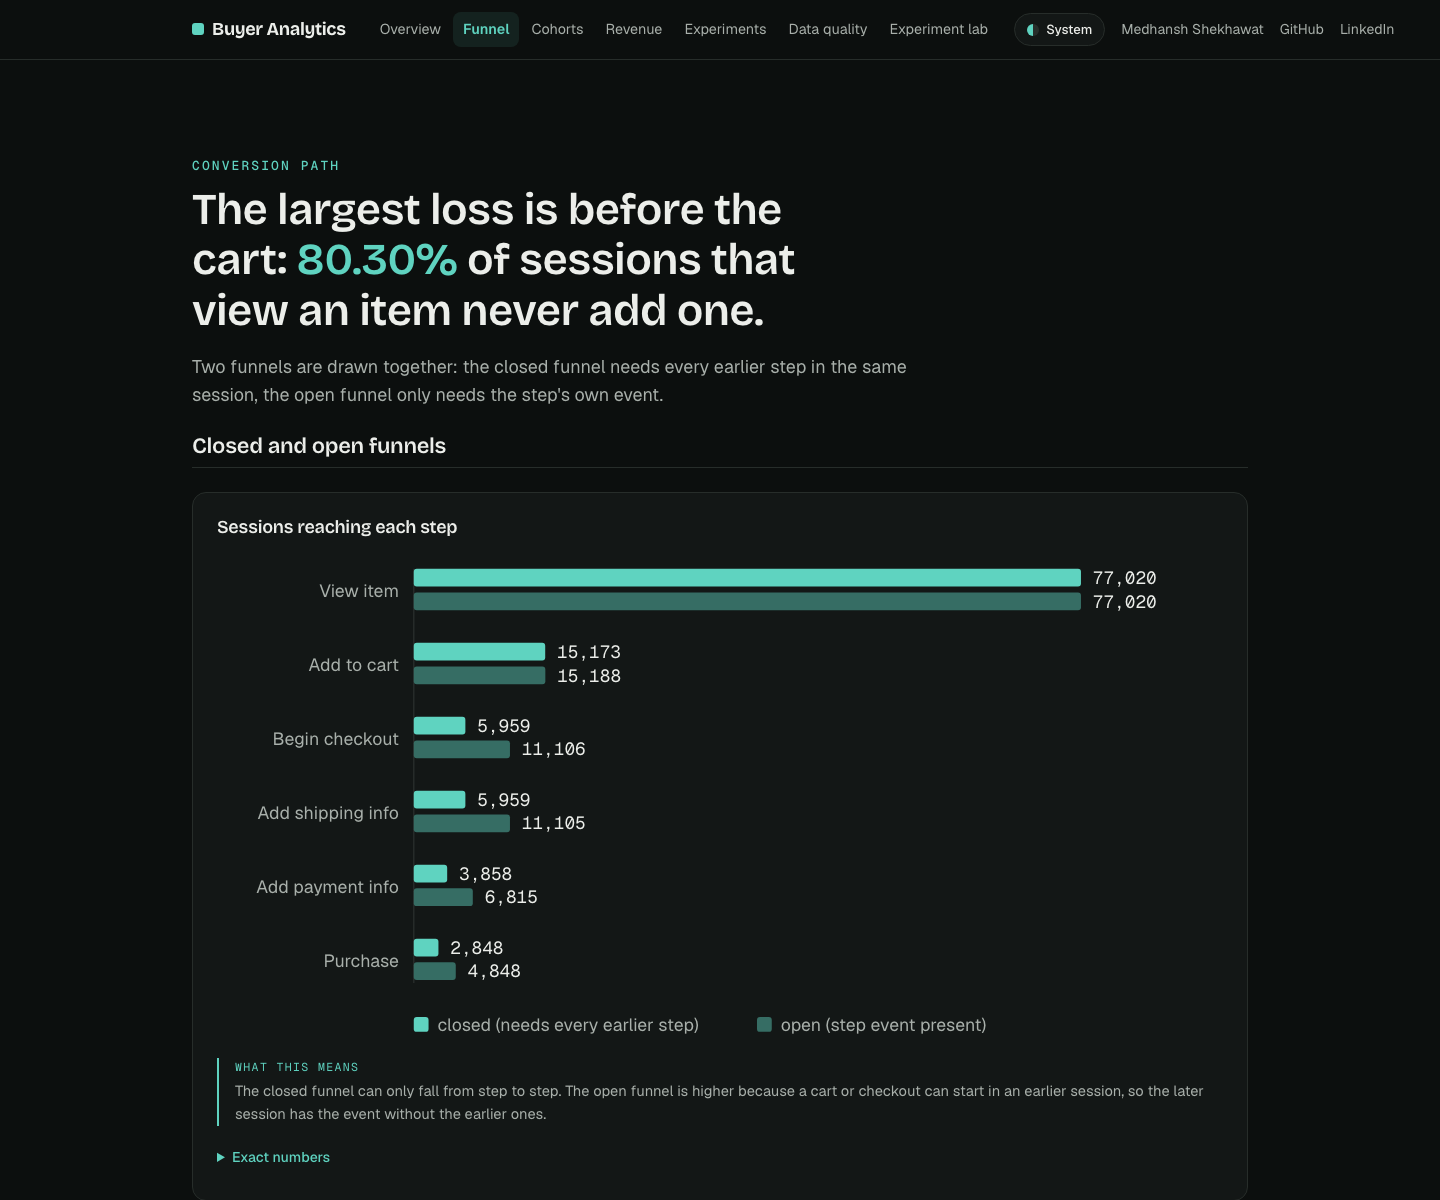 Buyer Analytics Overview Funnel Cohorts Revenue Experiments Data quality Experiment lab System Medhansh Shekhawat GitHub LinkedIn
CONVERSION PATH
The largest loss is before the
cart: 80.30% of sessions that
view an item never add one.
Two funnels are drawn together: the closed funnel needs every earlier step in the same
session, the open funnel only needs the step's own event.
Closed and open funnels
Sessions reaching each step
View item
77,020
77,020
Add to cart
15,173
15,188
Begin checkout
5,959
11,106
Add shipping info
5,959
11,105
Add payment info
3,858
6,815
Purchase
2,848
4,848
closed (needs every earlier step) open (step event present)
WHAT THIS MEANS
The closed funnel can only fall from step to step. The open funnel is higher because a cart or checkout can start in an earlier session, so the later
session has the event without the earlier ones.
Exact numbers